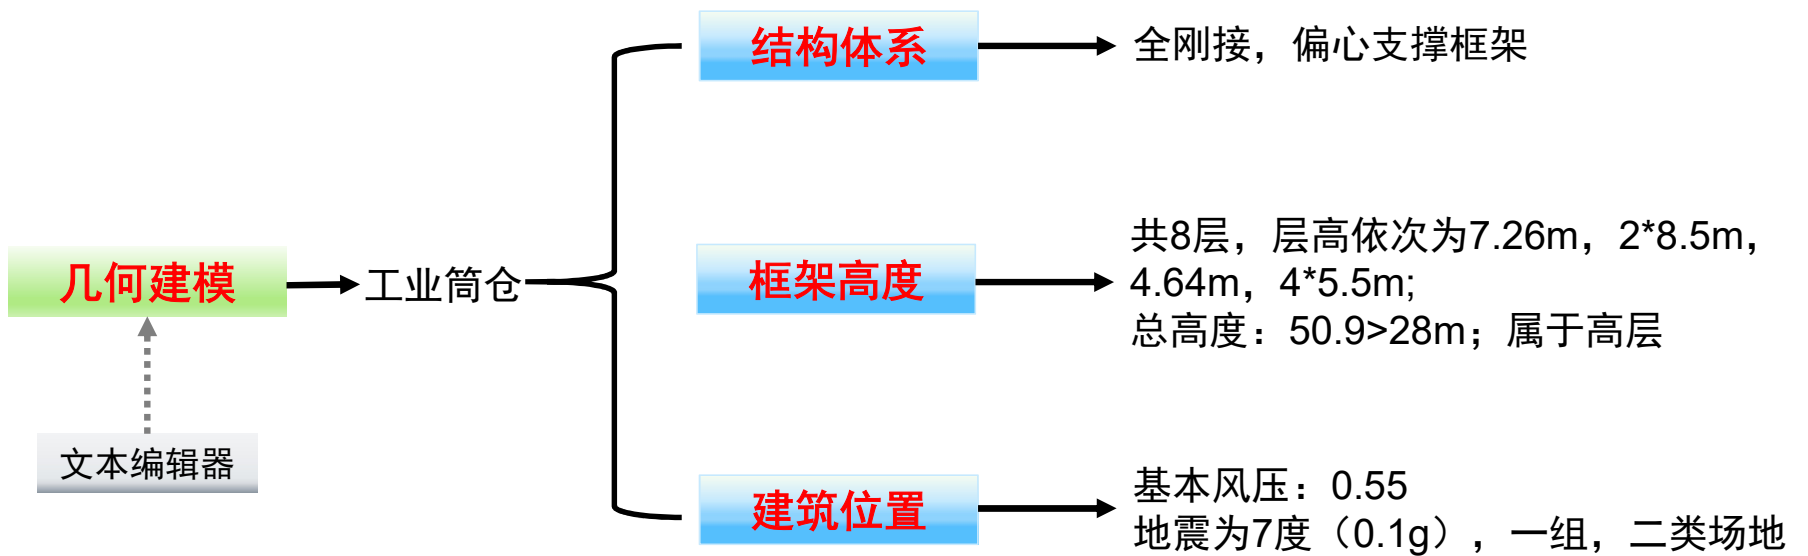 结构体系
全刚接，偏心支撑框架
几何建模
工业筒仓
框架高度
共8层，层高依次为7.26m，2*8.5m，
4.64m，4*5.5m;
总高度：50.9>28m；属于高层
文本编辑器
建筑位置
基本风压：0.55
地震为7度（0.1g），一组，二类场地